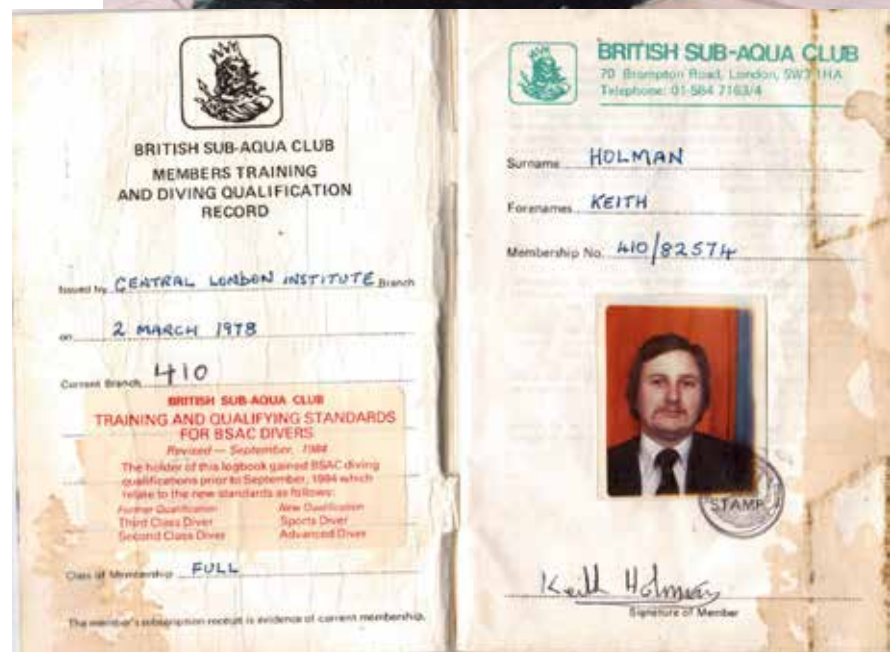 BRITISH SUB-AQUA CLUB
MEMBERS TRAINING
AND DIVING QUALIFICATION
RECORD
Issued by CENTRAL LONDON INSTITUTE Branch
on 2 MARCH 1978
Current Branch 410
BRITISH SUB-AQUA CLUB
TRAINING AND QUALIFYING STANDARDS
FOR BSAC DIVERS
Revised — September, 1984
The holder of this logbook gained BSAC diving
qualifications prior to September, 1984 which
relate to the new standards as follows:
Former Qualification New Qualification
Third Class Diver Sports Diver
Second Class Diver Advanced Diver
Class of Membership FULL
The member's subscription receipt is evidence of current membership.
BRITISH SUB-AQUA CLUB
70 Brompton Road, London, SW3 1HA
Telephone: 01-584 7163/4
Surname HOLMAN
Forenames KEITH
Membership No. 410/82574
STAMP
Keith Holman
Signature of Member